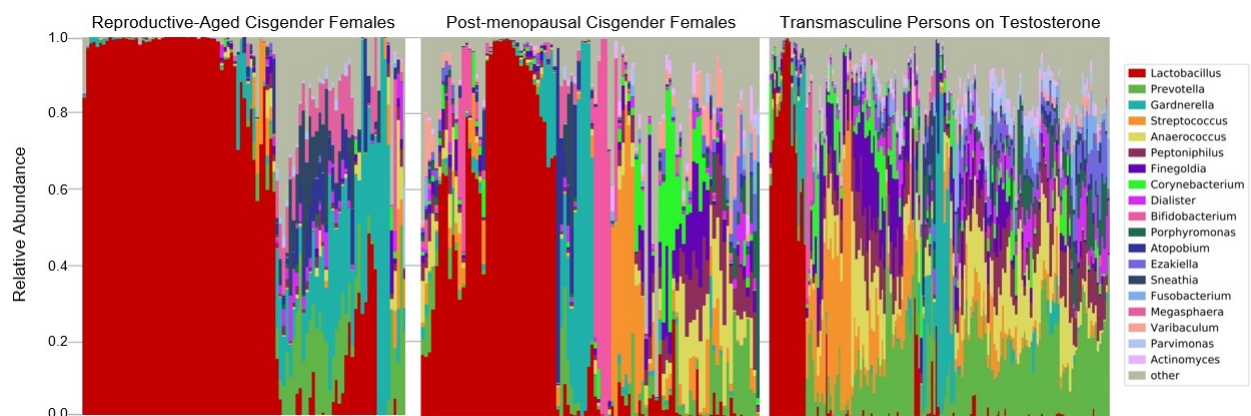 Reproductive-Aged Cisgender Females
Post-menopausal Cisgender Females
Transmasculine Persons on Testosterone
Relative Abundance
1.0
0.8
0.6
0.4
0.2
0.0
Lactobacillus
Prevotella
Gardnerella
Streptococcus
Anaerococcus
Peptoniphilus
Finegoldia
Corynebacterium
Dialister
Bifidobacterium
Porphyromonas
Atopobium
Ezakiella
Sneathia
Fusobacterium
Megasphaera
Varibaculum
Parvimonas
Actinomyces
other